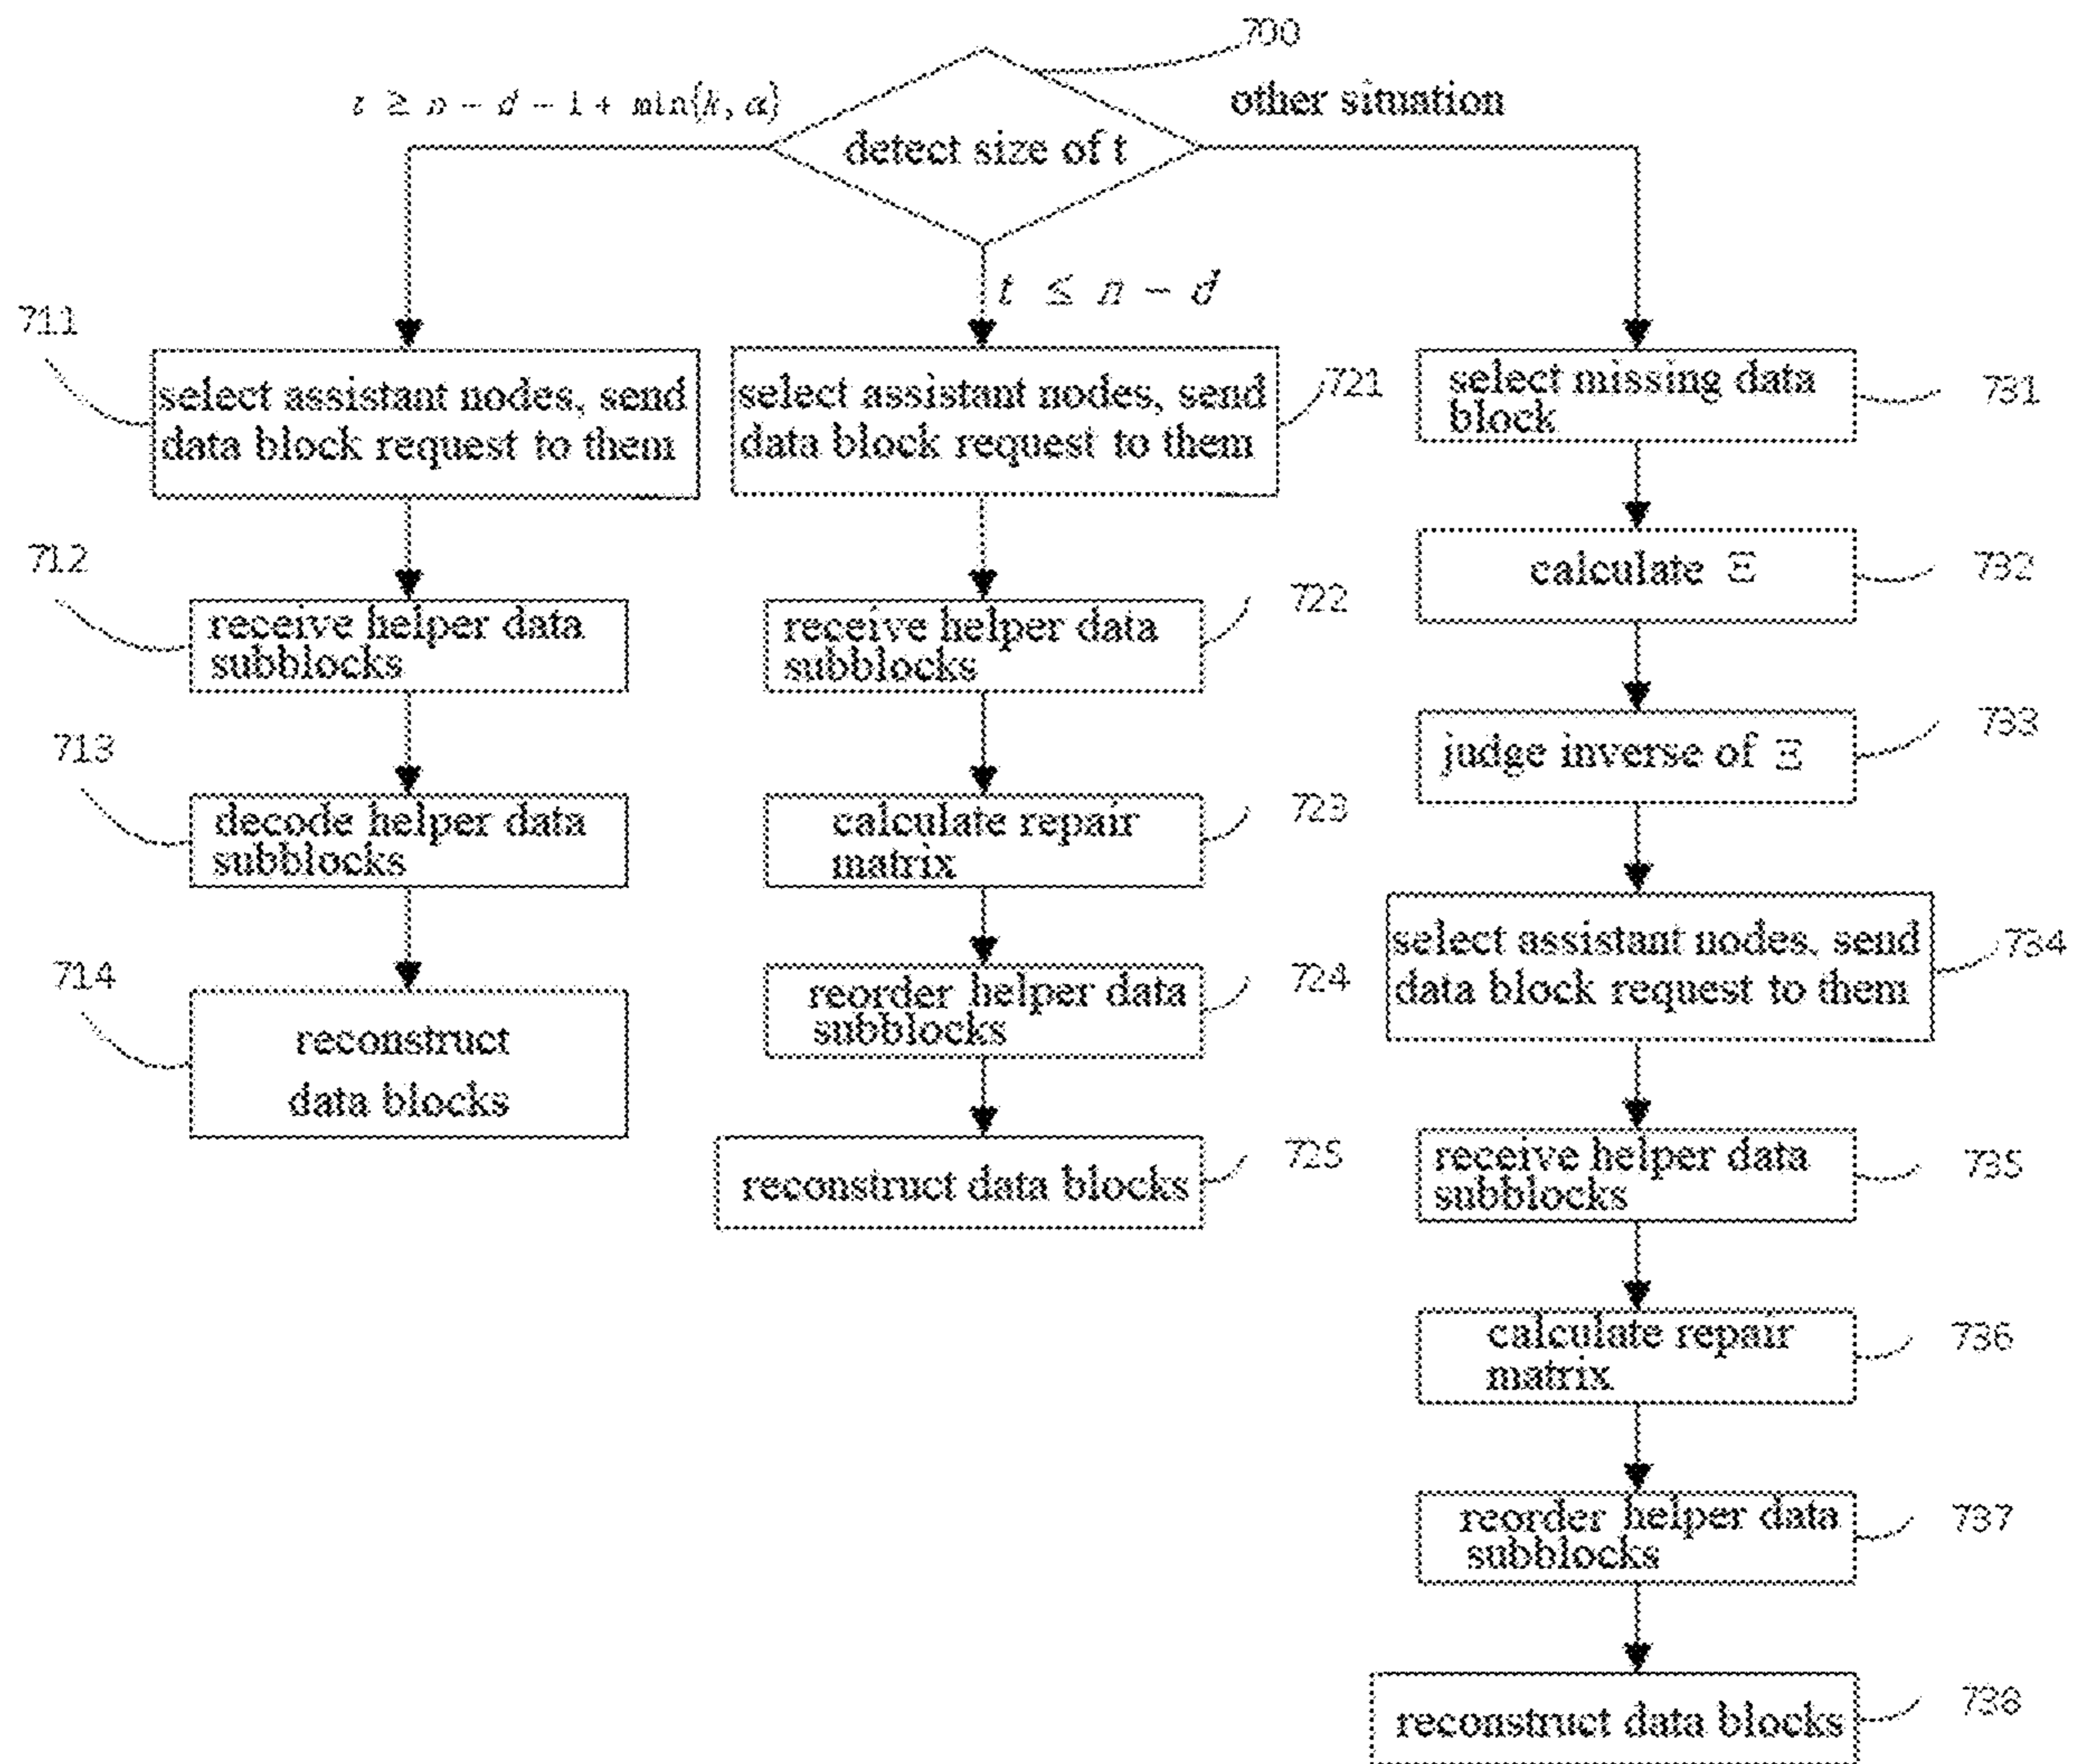 700
t ≥ n - d - 1 + min{k, α}
other situation
detect size of t
t ≤ n - d
711
select assistant nodes, send
data block request to them
712
receive helper data
subblocks
713
decode helper data
subblocks
714
reconstruct
data blocks
select assistant nodes, send
data block request to them
721
receive helper data
subblocks
722
calculate repair
matrix
723
reorder helper data
subblocks
724
reconstruct data blocks
725
select missing data
block
731
calculate Ξ
732
judge inverse of Ξ
733
select assistant nodes, send
data block request to them
734
receive helper data
subblocks
735
calculate repair
matrix
736
reorder helper data
subblocks
737
reconstruct data blocks
738